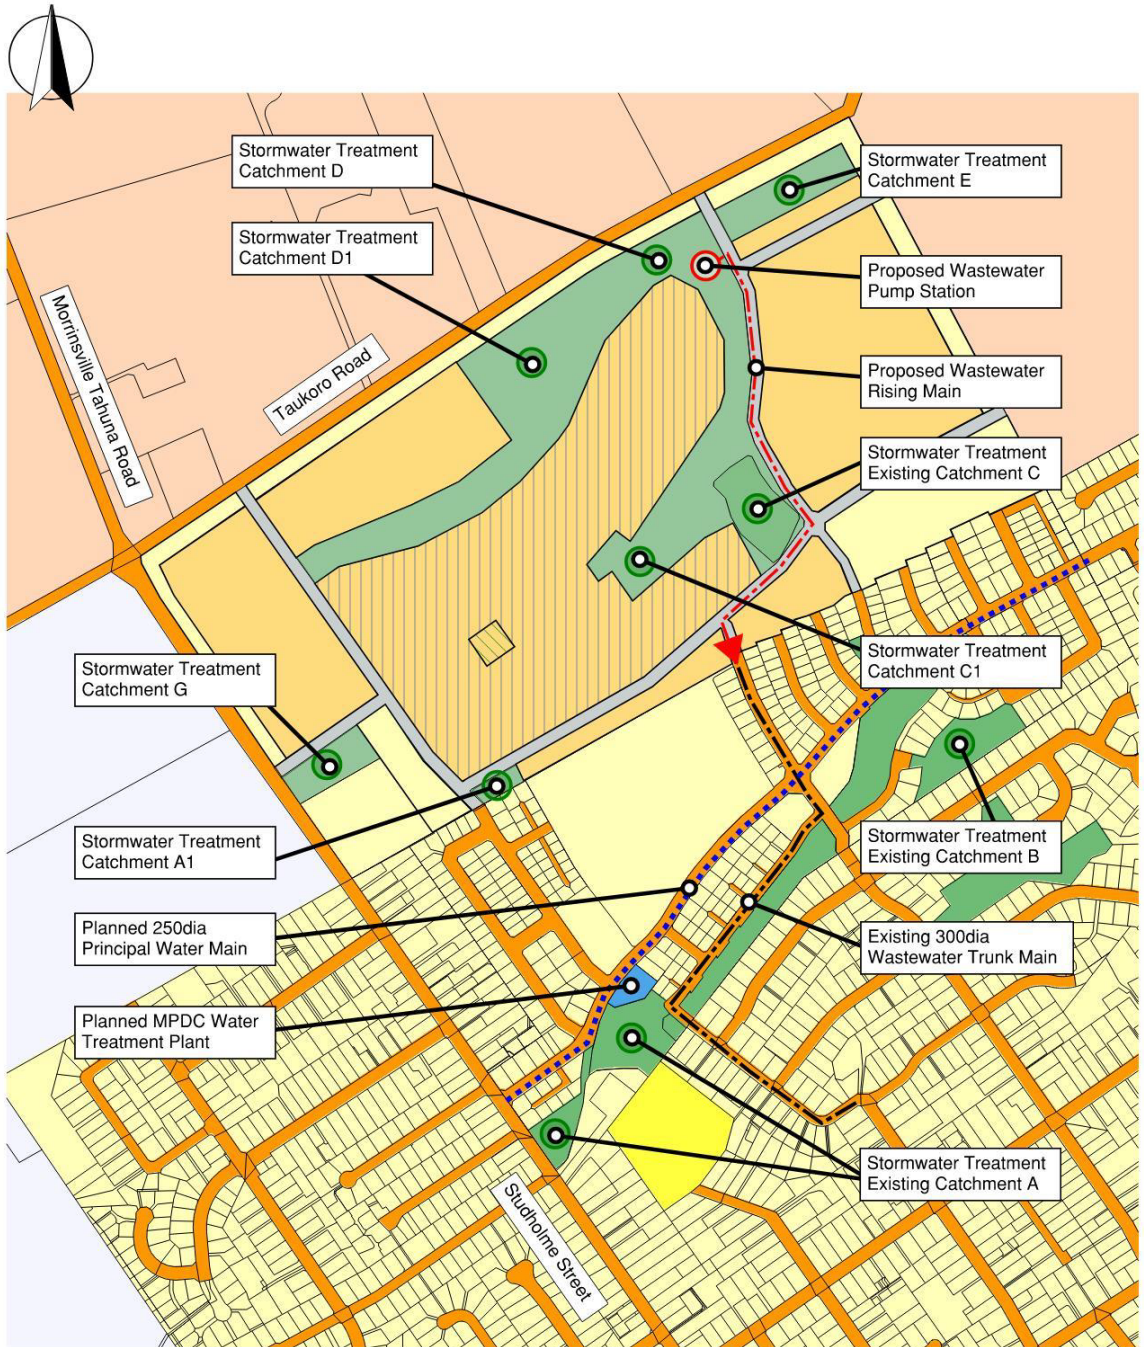 Stormwater Treatment
Catchment D
Stormwater Treatment
Catchment E
Stormwater Treatment
Catchment D1
Proposed Wastewater
Pump Station
Morrinsville Tahuna Road
Taukoro Road
Proposed Wastewater
Rising Main
Stormwater Treatment
Existing Catchment C
Stormwater Treatment
Catchment C1
Stormwater Treatment
Catchment G
Stormwater Treatment
Catchment A1
Stormwater Treatment
Existing Catchment B
Planned 250dia
Principal Water Main
Existing 300dia
Wastewater Trunk Main
Planned MPDC Water
Treatment Plant
Stormwater Treatment
Existing Catchment A
Studholme Street